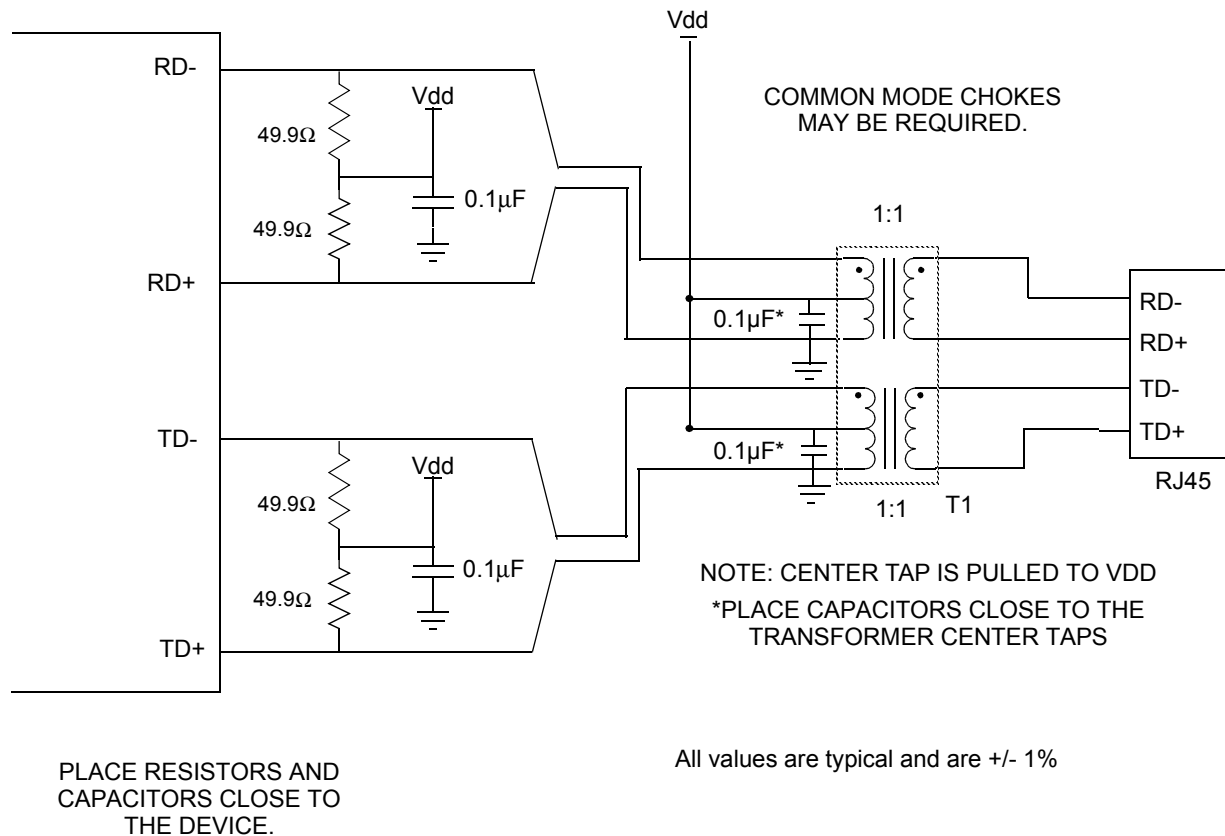 Vdd
RD-
49.9Ω
Vdd
0.1µF
49.9Ω
RD+
COMMON MODE CHOKES
MAY BE REQUIRED.
1:1
0.1µF*
RD-
RD+
TD-
TD+
RJ45
0.1µF*
1:1
T1
TD-
49.9Ω
Vdd
0.1µF
49.9Ω
TD+
NOTE: CENTER TAP IS PULLED TO VDD
*PLACE CAPACITORS CLOSE TO THE
TRANSFORMER CENTER TAPS
PLACE RESISTORS AND
CAPACITORS CLOSE TO
THE DEVICE.
All values are typical and are +/- 1%